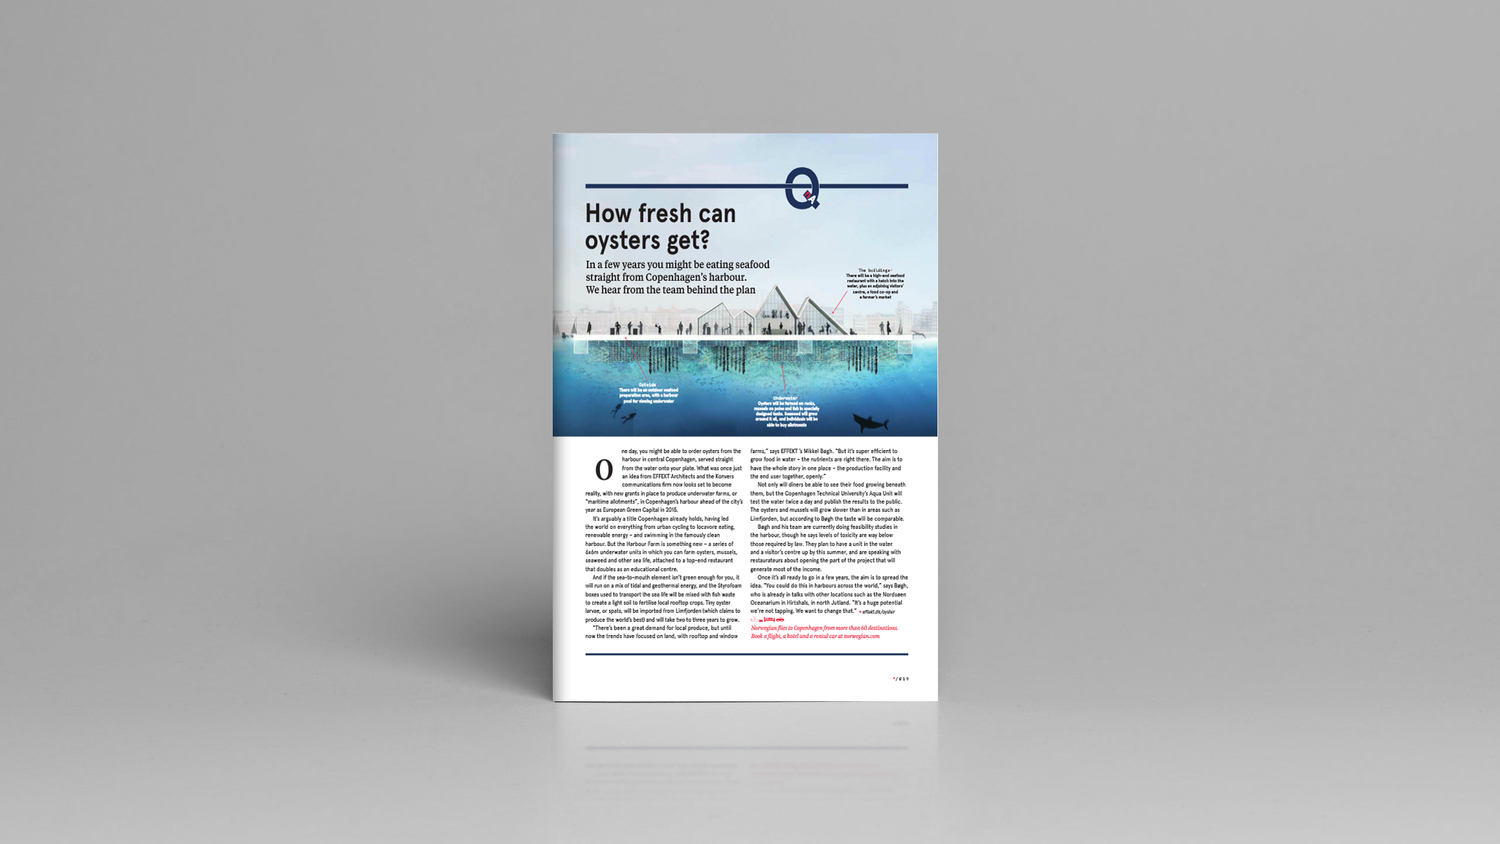 Q
How fresh can
oysters get?
In a few years you might be eating seafood
straight from Copenhagen's harbour.
We hear from the team behind the plan
The buildings
There will be a high-end seafood
restaurant with a hatch into the
water, plus an adjoining visitors'
centre, a food co-op and
a farmer's market
Outside
There will be an outdoor seafood
preparation area, with a harbour
pool for viewing underwater
Underwater
Oysters will be farmed on racks,
mussels on poles and fish in specially
designed tanks. Seaweed will grow
around it all, and individuals will be
able to buy allotments
One day, you might be able to order oysters from the
harbour in central Copenhagen, served straight
from the water onto your plate. What was once just
an idea from EFFEKT Architects and the Konvers
communications firm now looks set to become
reality, with new grants in place to produce underwater farms, or
"maritime allotments", in Copenhagen's harbour ahead of the city's
year as European Green Capital in 2015.
It's arguably a title Copenhagen already holds, having led
the world on everything from urban cycling to locavore eating,
renewable energy – and swimming in the famously clean
harbour. But the Harbour Farm is something new – a series of
6x6m underwater units in which you can farm oysters, mussels,
seaweed and other sea life, attached to a top-end restaurant
that doubles as an educational centre.
And if the sea-to-mouth element isn't green enough for you, it
will run on a mix of tidal and geothermal energy, and the Styrofoam
boxes used to transport the sea life will be mixed with fish waste
to create a light soil to fertilise local rooftop crops. Tiny oyster
larvae, or spats, will be imported from Limfjorden (which claims to
produce the world's best) and will take two to three years to grow.
"There's been a great demand for local produce, but until
now the trends have focused on land, with rooftop and window
farms," says EFFEKT 's Mikkel Bøgh. "But it's super efficient to
grow food in water – the nutrients are right there. The aim is to
have the whole story in one place – the production facility and
the end user together, openly."
Not only will diners be able to see their food growing beneath
them, but the Copenhagen Technical University's Aqua Unit will
test the water twice a day and publish the results to the public.
The oysters and mussels will grow slower than in areas such as
Limfjorden, but according to Bøgh the taste will be comparable.
Bøgh and his team are currently doing feasibility studies in
the harbour, though he says levels of toxicity are way below
those required by law. They plan to have a unit in the water
and a visitor's centre up by this summer, and are speaking with
restaurateurs about opening the part of the project that will
generate most of the income.
Once it's all ready to go in a few years, the aim is to spread the
idea. "You could do this in harbours across the world," says Bøgh,
who is already in talks with other locations such as the Nordsøen
Oceanarium in Hirtshals, in north Jutland. "It's a huge potential
we're not tapping. We want to change that." – effekt.dk/oyster
Norwegian flies to Copenhagen from more than 60 destinations.
Book a flight, a hotel and a rental car at norwegian.com
/019